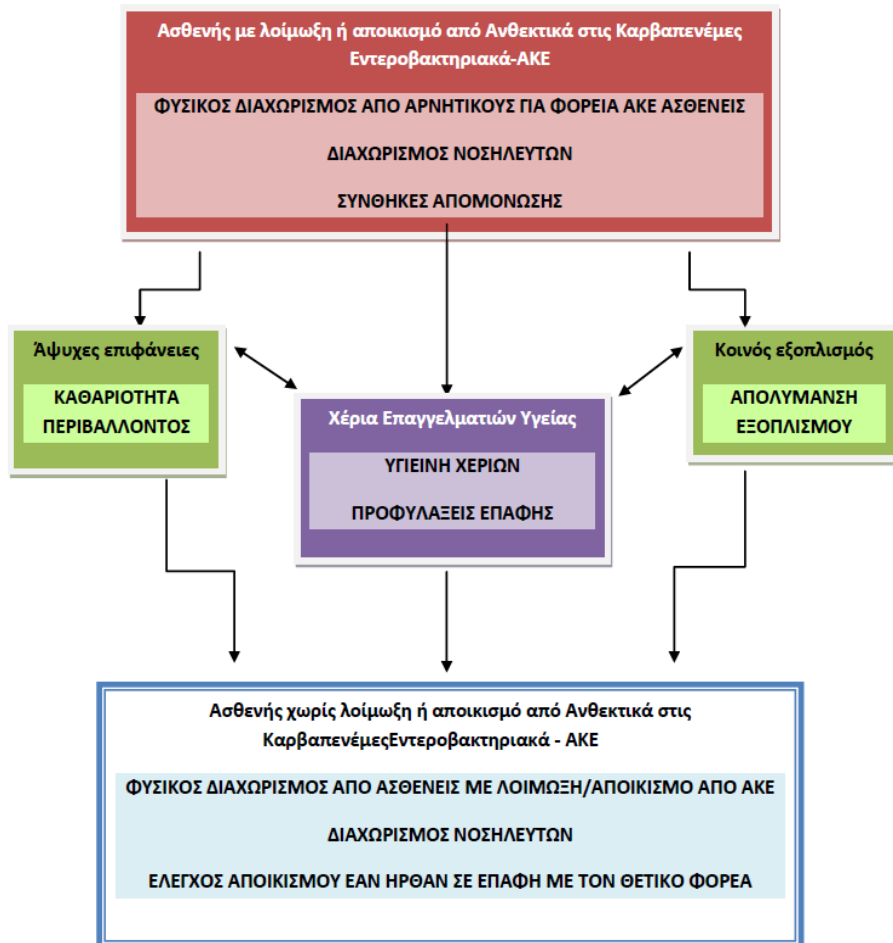 Ασθενής με λοίμωξη ή αποικισμό από Ανθεκτικά στις Καρβαπενέμες
Εντεροβακτηριακά-ΑΚΕ
ΦΥΣΙΚΟΣ ΔΙΑΧΩΡΙΣΜΟΣ ΑΠΟ ΑΡΝΗΤΙΚΟΥΣ ΓΙΑ ΦΟΡΕΙΑ ΑΚΕ ΑΣΘΕΝΕΙΣ
ΔΙΑΧΩΡΙΣΜΟΣ ΝΟΣΗΛΕΥΤΩΝ
ΣΥΝΘΗΚΕΣ ΑΠΟΜΟΝΩΣΗΣ
Άψυχες επιφάνειες
ΚΑΘΑΡΙΟΤΗΤΑ
ΠΕΡΙΒΑΛΛΟΝΤΟΣ
Χέρια Επαγγελματιών Υγείας
ΥΓΙΕΙΝΗ ΧΕΡΙΩΝ
ΠΡΟΦΥΛΑΞΕΙΣ ΕΠΑΦΗΣ
Κοινός εξοπλισμός
ΑΠΟΛΥΜΑΝΣΗ
ΕΞΟΠΛΙΣΜΟΥ
Ασθενής χωρίς λοίμωξη ή αποικισμό από Ανθεκτικά στις
ΚαρβαπενέμεςΕντεροβακτηριακά - ΑΚΕ
ΦΥΣΙΚΟΣ ΔΙΑΧΩΡΙΣΜΟΣ ΑΠΟ ΑΣΘΕΝΕΙΣ ΜΕ ΛΟΙΜΩΞΗ/ΑΠΟΙΚΙΣΜΟ ΑΠΟ ΑΚΕ
ΔΙΑΧΩΡΙΣΜΟΣ ΝΟΣΗΛΕΥΤΩΝ
ΕΛΕΓΧΟΣ ΑΠΟΙΚΙΣΜΟΥ ΕΑΝ ΗΡΘΑΝ ΣΕ ΕΠΑΦΗ ΜΕ ΤΟΝ ΘΕΤΙΚΟ ΦΟΡΕΑ